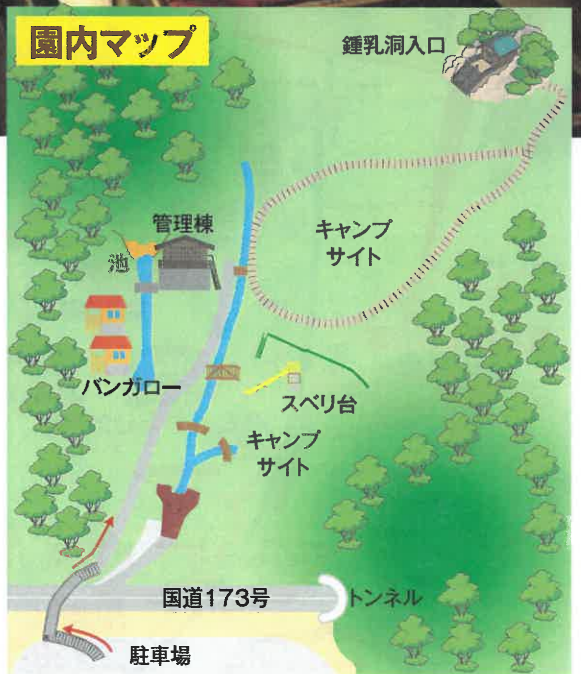 園内マップ
鍾乳洞入口
管理棟
池
キャンプ
サイト
バンガロー
スベリ台
キャンプ
サイト
国道173号
トンネル
駐車場